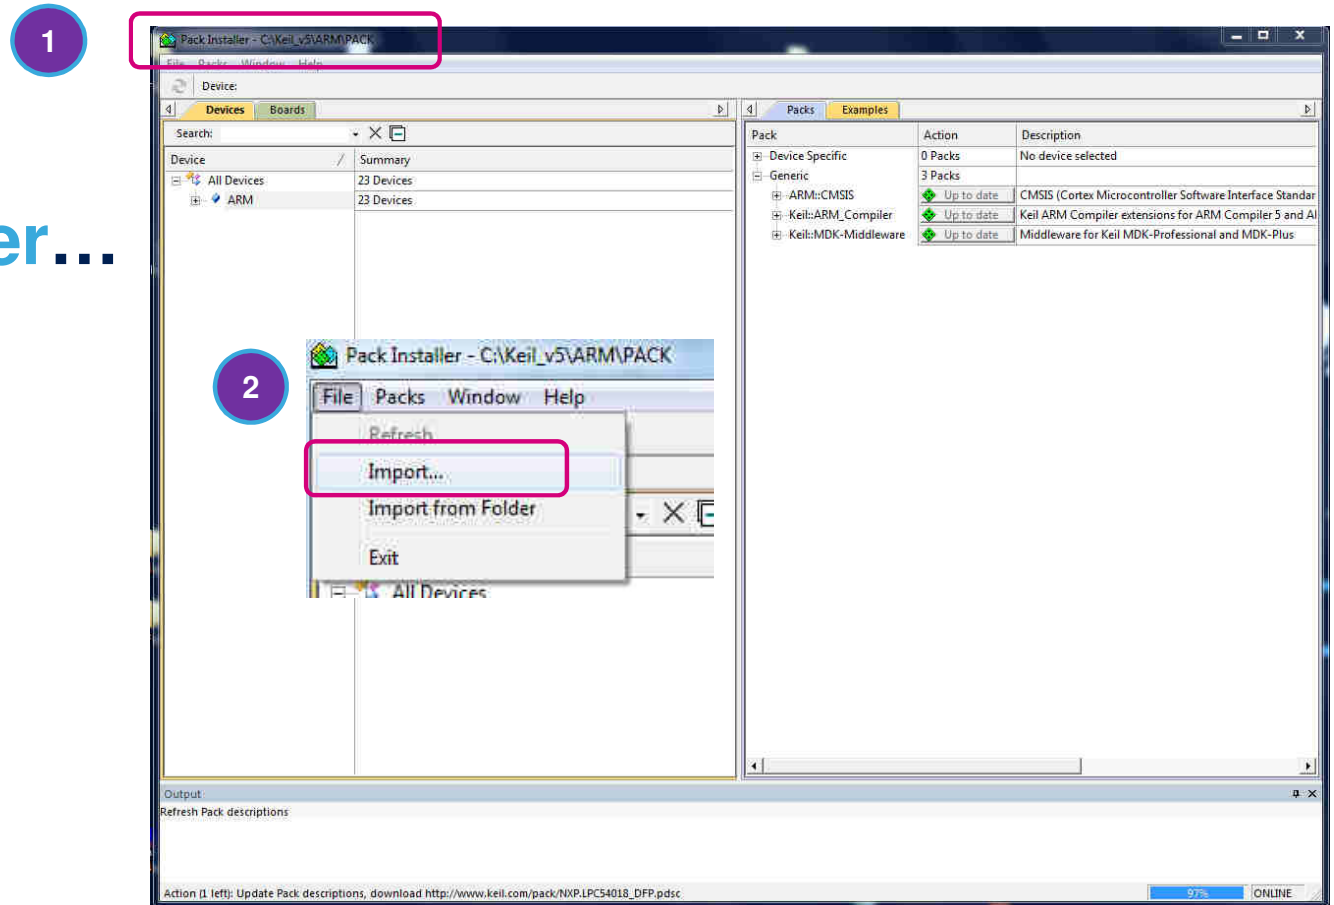 1
Pack Installer - C:\Keil_v5\ARM\PACK
File Packs Window Help
Device:
Devices Boards
Packs Examples
Search:
Pack Action Description
Device / Summary
Device Specific 0 Packs No device selected
All Devices 23 Devices
Generic 3 Packs
ARM 23 Devices
ARM::CMSIS Up to date CMSIS (Cortex Microcontroller Software Interface Standar
Keil::ARM_Compiler Up to date Keil ARM Compiler extensions for ARM Compiler 5 and Al
Keil::MDK-Middleware Up to date Middleware for Keil MDK-Professional and MDK-Plus
er...
2
Pack Installer - C:\Keil_v5\ARM\PACK
File Packs Window Help
Refresh
Import...
Import from Folder
Exit
All Devices
Output
Refresh Pack descriptions
Action (1 left): Update Pack descriptions, download http://www.keil.com/pack/NXP.LPC54018_DFP.pdsc
97% ONLINE